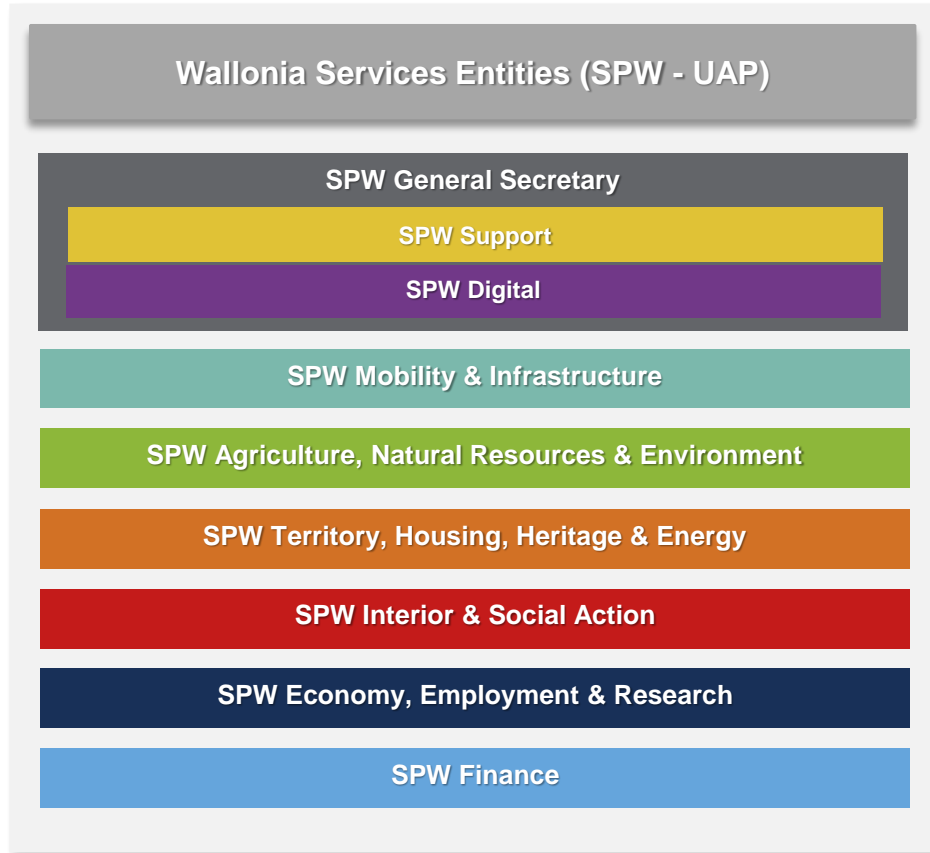 Wallonia Services Entities (SPW - UAP)
SPW General Secretary
SPW Support
SPW Digital
SPW Mobility & Infrastructure
SPW Agriculture, Natural Resources & Environment
SPW Territory, Housing, Heritage & Energy
SPW Interior & Social Action
SPW Economy, Employment & Research
SPW Finance